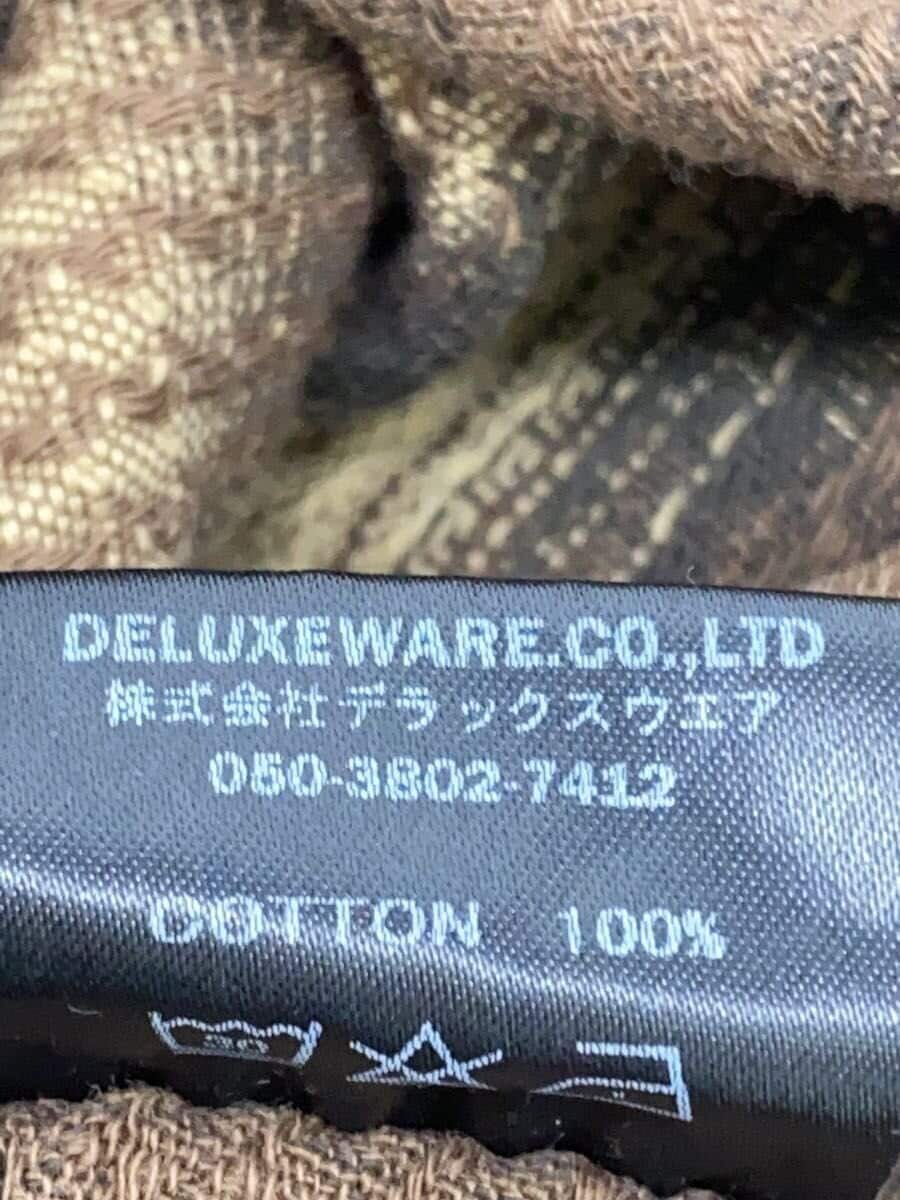 DELUXEWARE.CO.,LTD
株式会社デラックスウエア
050-3802-7412
COTTON 100%
30